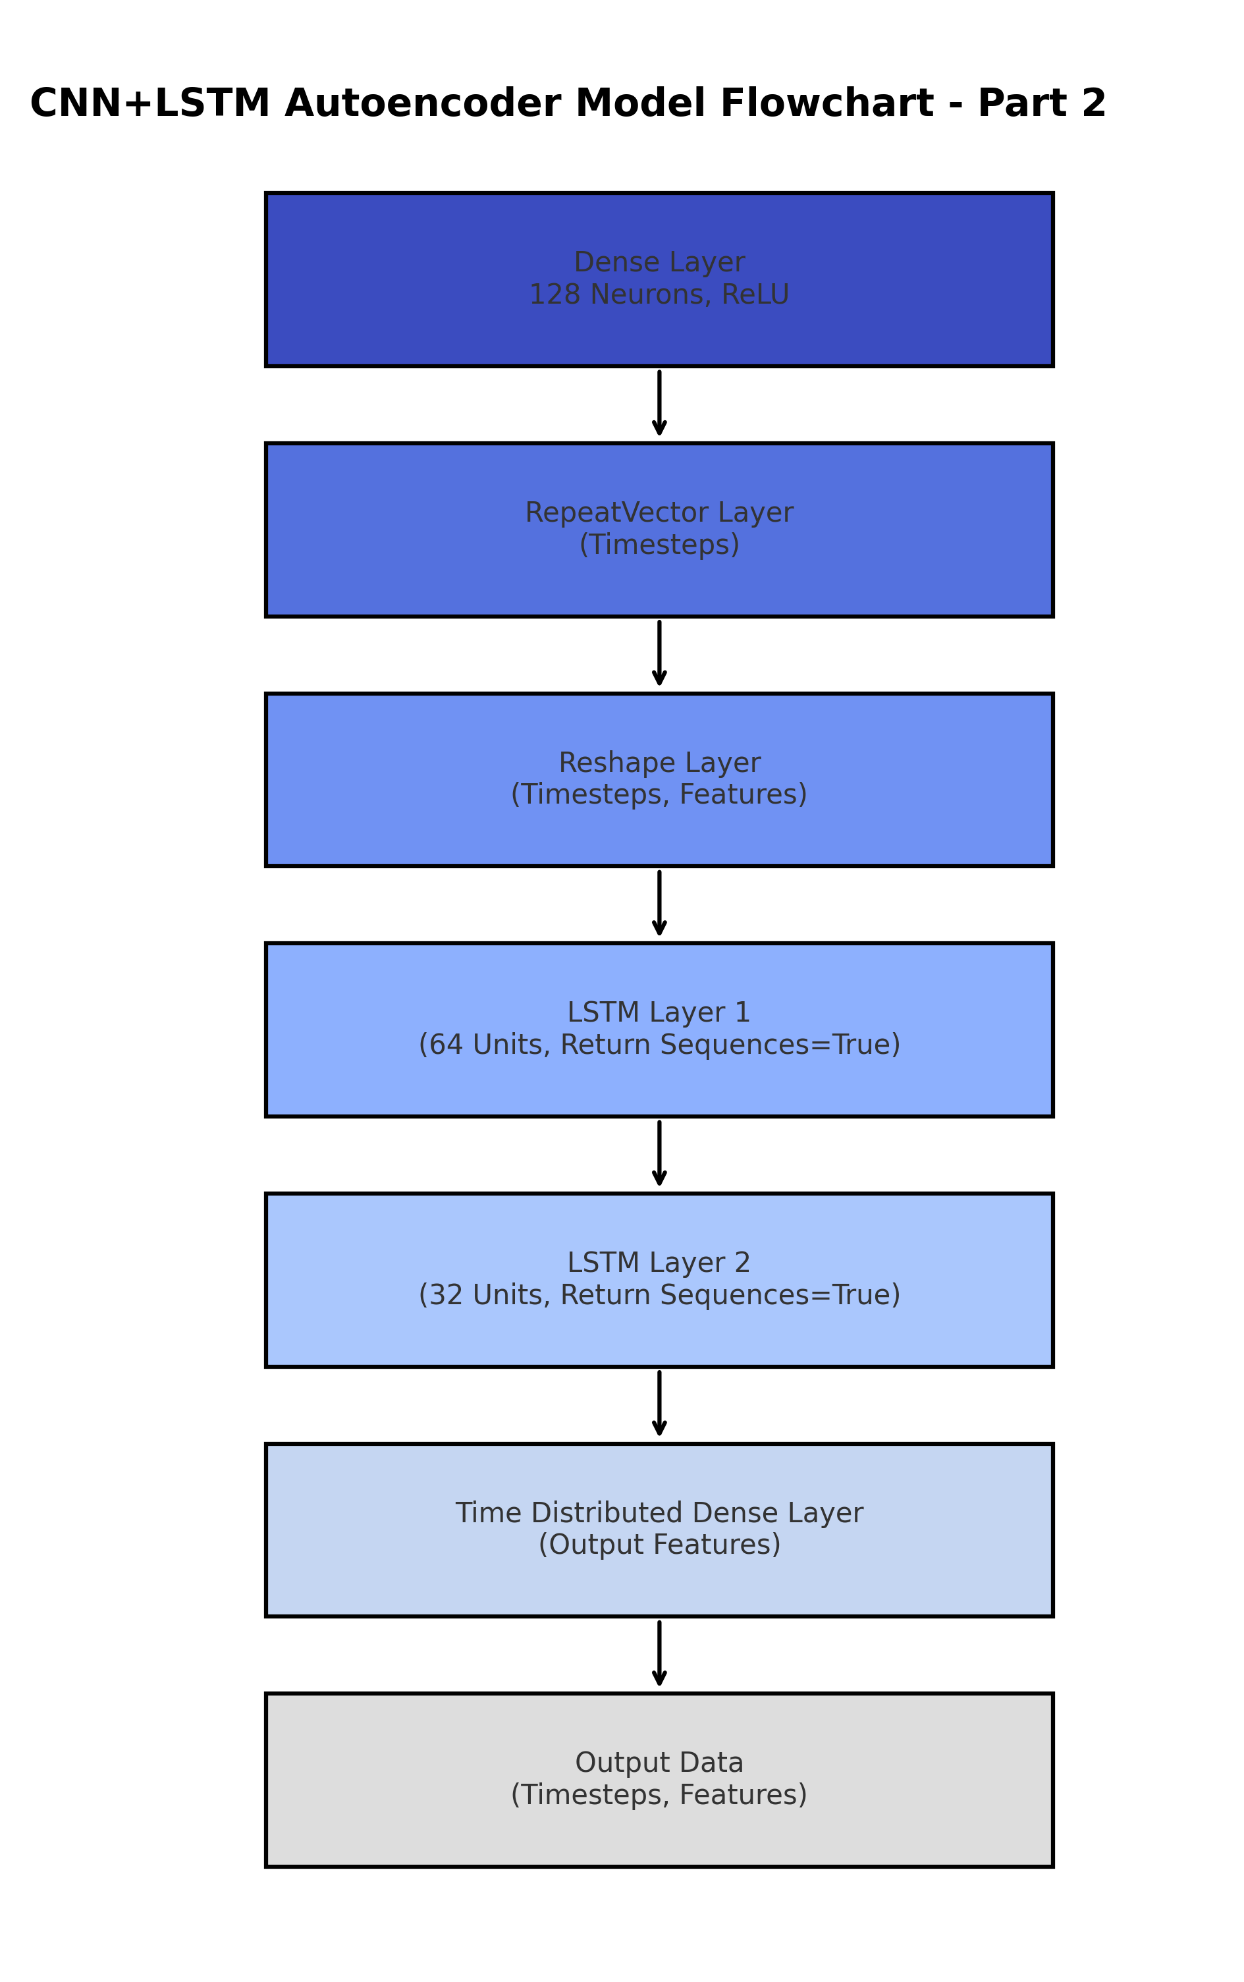 CNN+LSTM Autoencoder Model Flowchart - Part 2
Dense Layer
128 Neurons, ReLU
RepeatVector Layer
(Timesteps)
Reshape Layer
(Timesteps, Features)
LSTM Layer 1
(64 Units, Return Sequences=True)
LSTM Layer 2
(32 Units, Return Sequences=True)
Time Distributed Dense Layer
(Output Features)
Output Data
(Timesteps, Features)